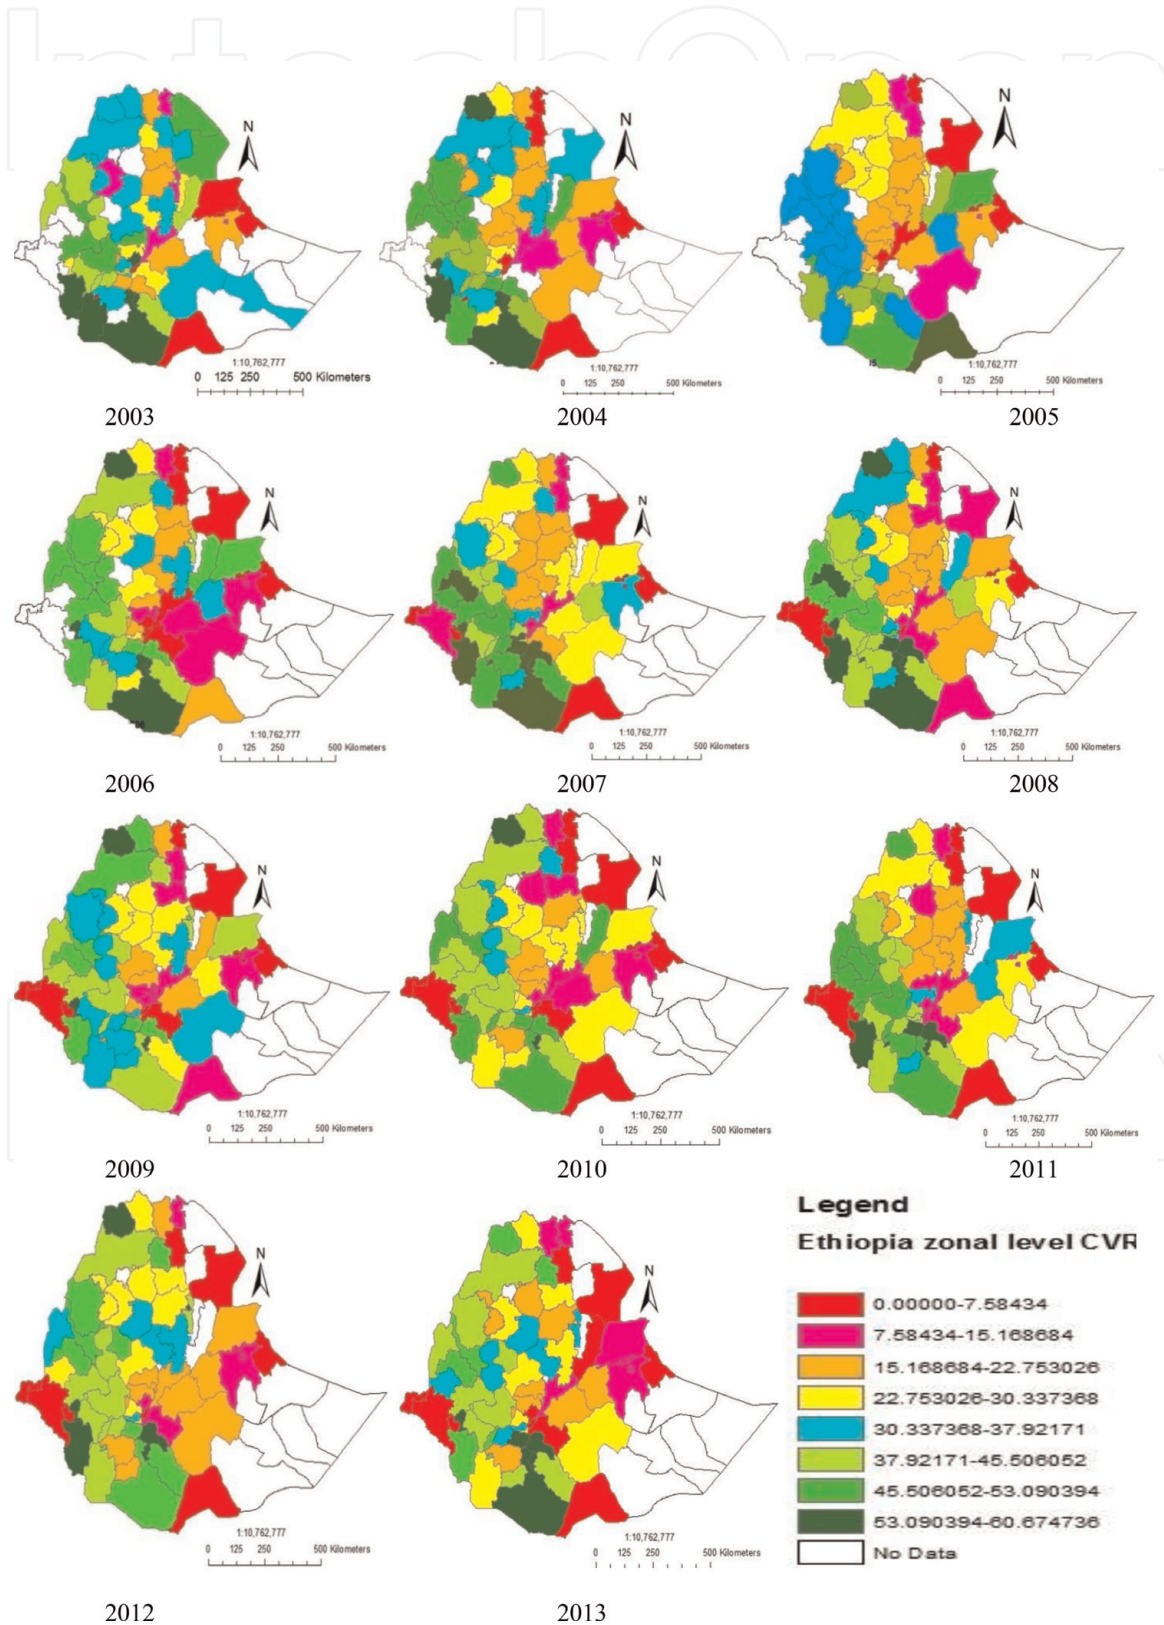 IntechOpen
N
N
N
1:10,762,777
0 125 250 500 Kilometers
1:10,762,777
0 125 250 500 Kilometers
1:10,762,777
0 125 250 500 Kilometers
2003
2004
2005
N
N
N
1:10,762,777
0 125 250 500 Kilometers
1:10,762,777
0 125 250 500 Kilometers
1:10,762,777
0 125 250 500 Kilometers
2006
2007
2008
N
N
N
1:10,762,777
0 125 250 500 Kilometers
1:10,762,777
0 125 250 500 Kilometers
1:10,762,777
0 125 250 500 Kilometers
2009
2010
2011
N
N
1:10,762,777
0 125 250 500 Kilometers
1:10,762,777
0 125 250 500 Kilometers
2012
2013
Legend
Ethiopia zonal level CVR
0.00000-7.58434
7.58434-15.168684
15.168684-22.753026
22.753026-30.337368
30.337368-37.92171
37.92171-45.506052
45.506052-53.090394
53.090394-60.674736
No Data